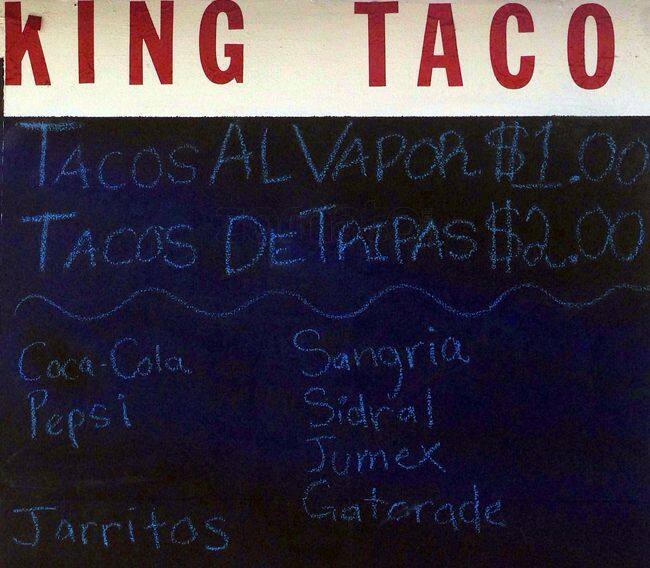 KING TACO
TACOS AL VAPOR $1.00
TACOS DE TRIPAS $2.00
Coca-Cola
Pepsi
Jarritos
Sangria
Sidral
Jumex
Gatorade